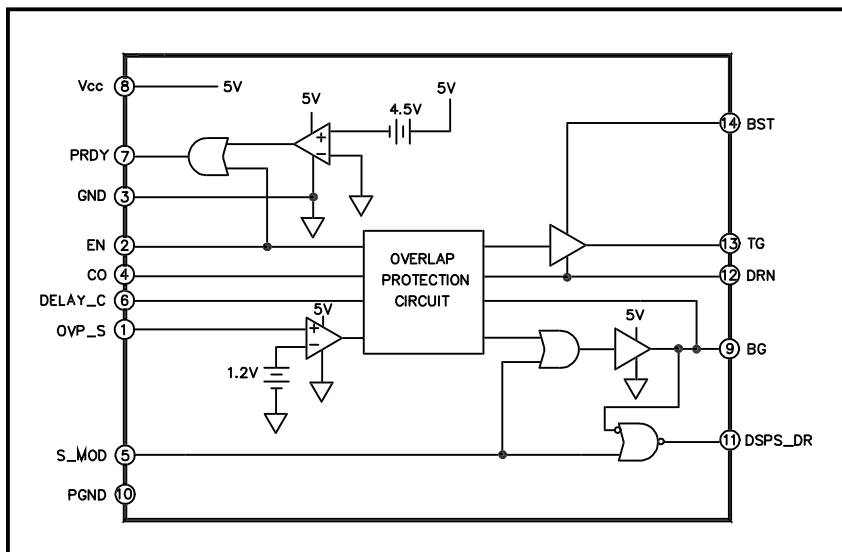 Vcc 8 5V
5V
4.5V
5V
14 BST
PRDY 7
+
−
GND 3
EN 2
OVERLAP
PROTECTION
CIRCUIT
13 TG
CO 4
12 DRN
DELAY_C 6
OVP_S 1
5V
+
−
5V
9 BG
1.2V
S_MOD 5
11 DSPS_DR
PGND 10